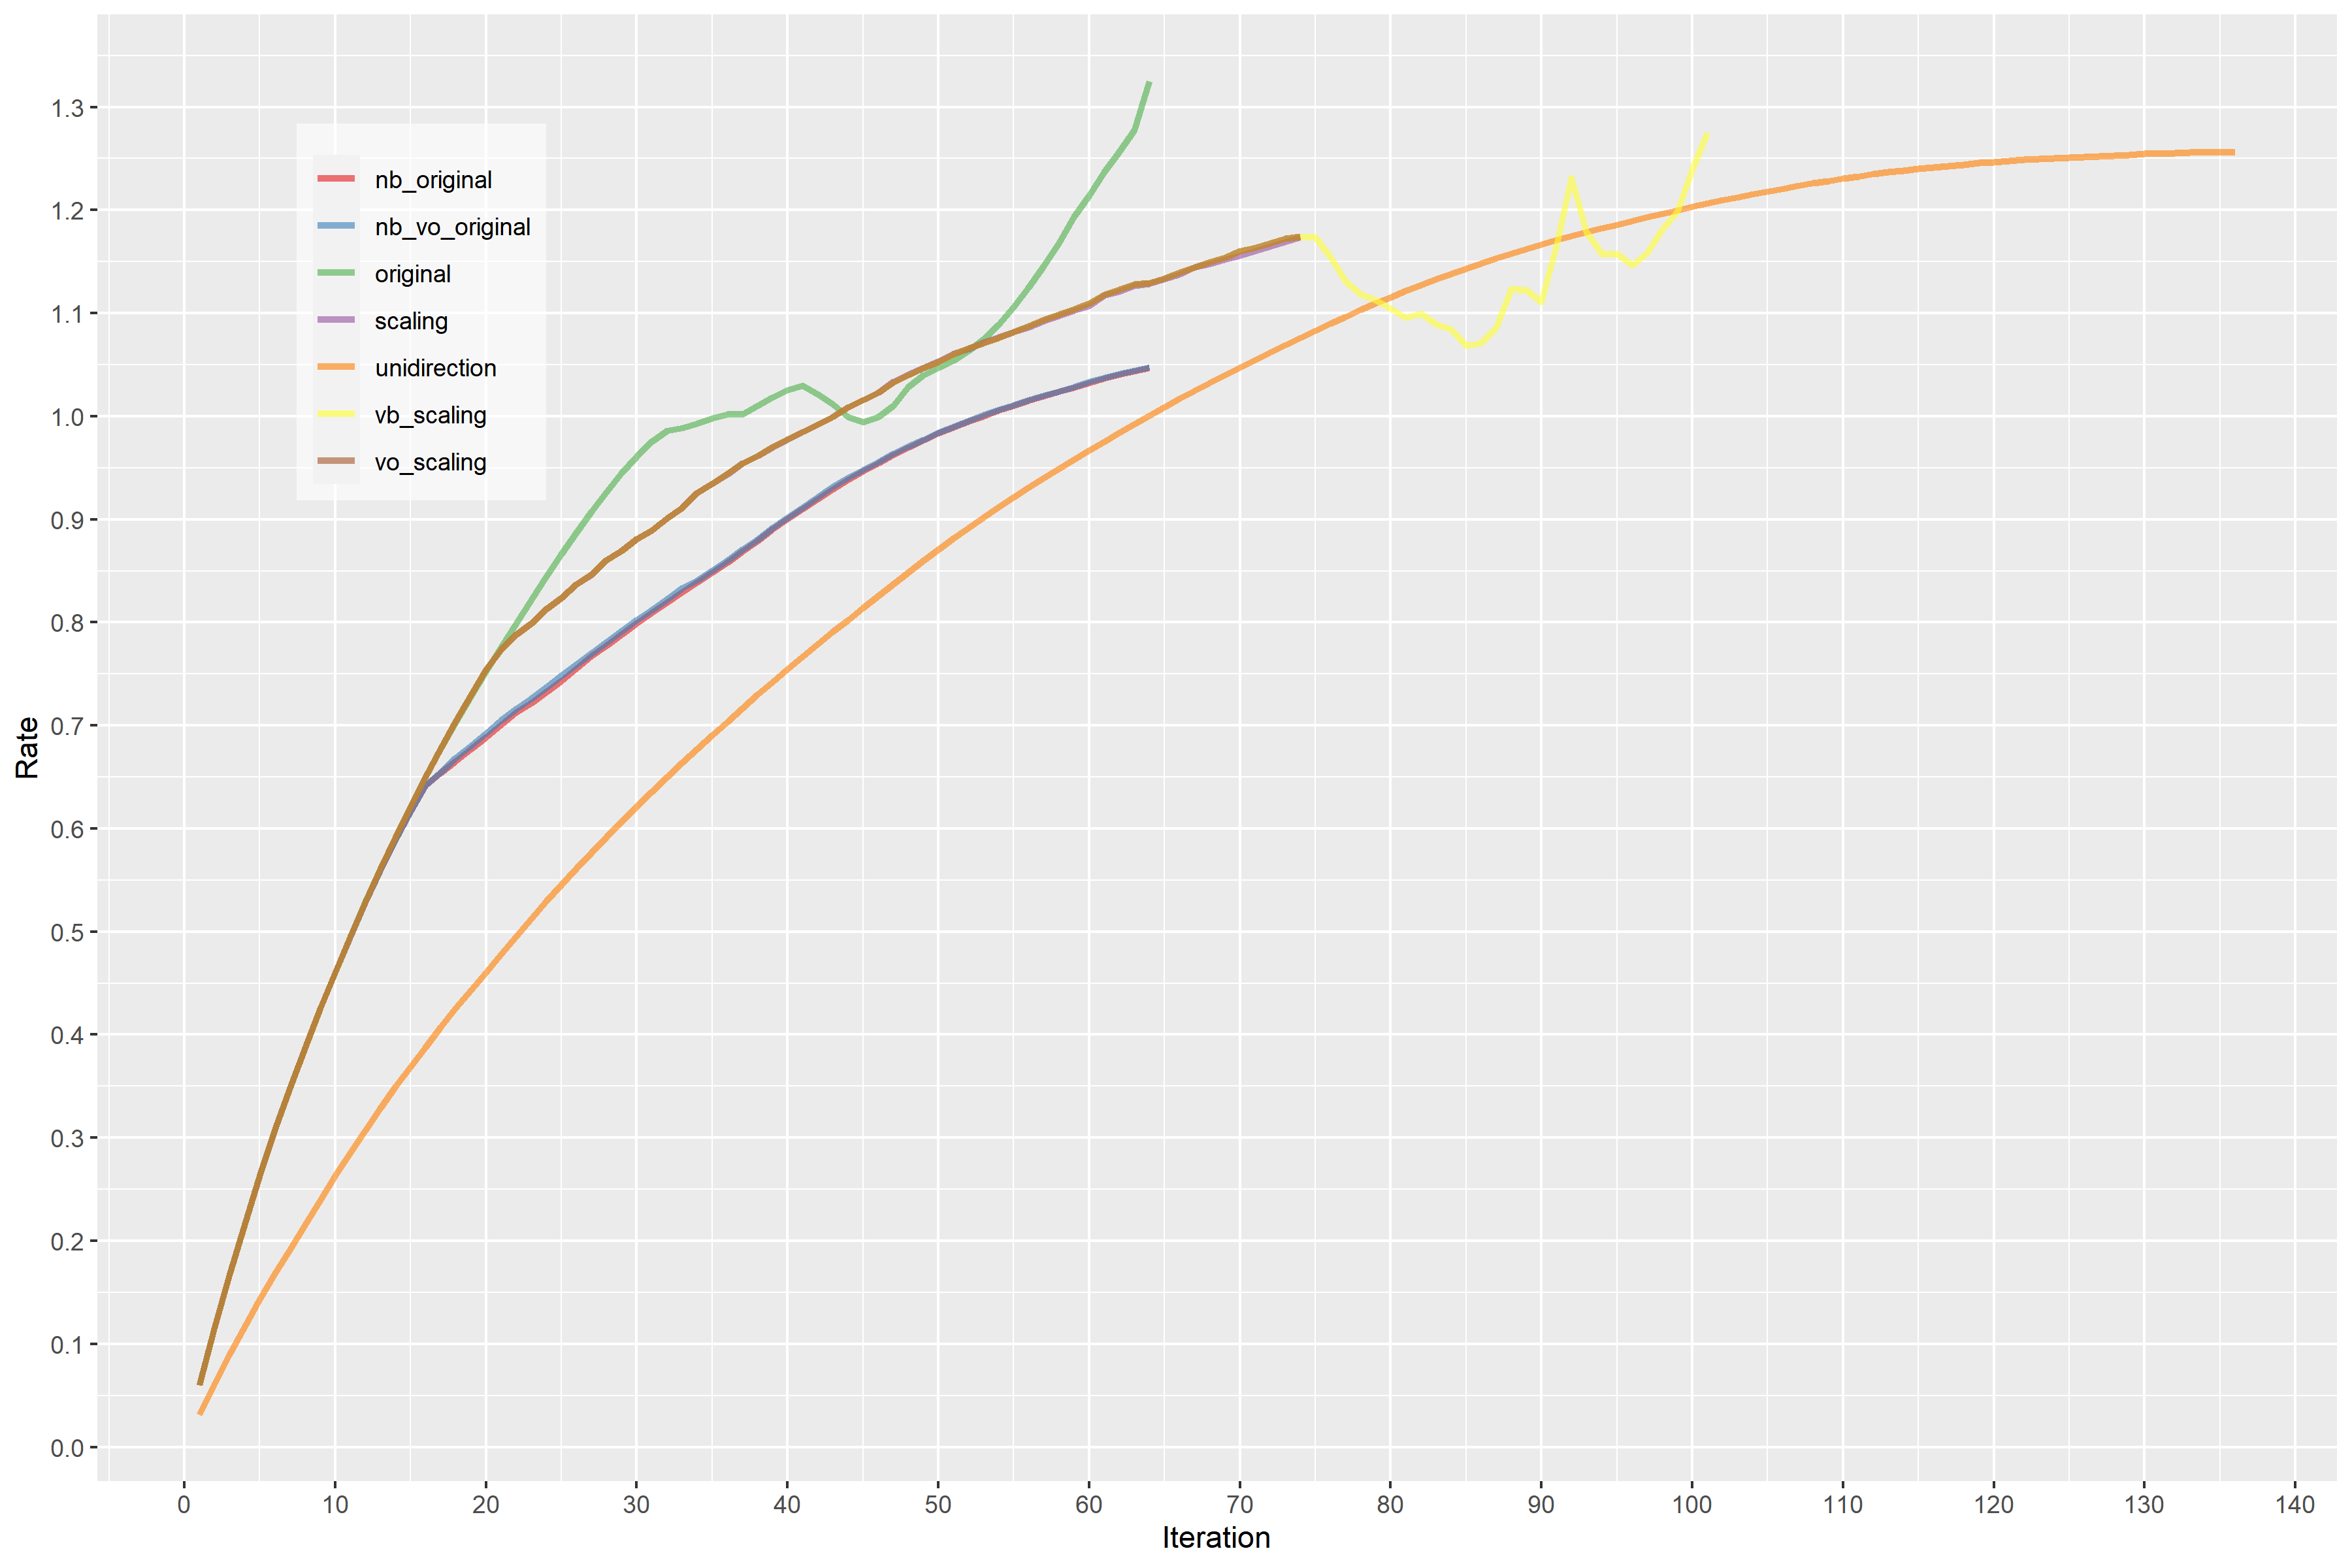 1.3
1.2
1.1
1.0
0.9
0.8
0.7
0.6
0.5
0.4
0.3
0.2
0.1
0.0
Rate
nb_original
nb_vo_original
original
scaling
unidirection
vb_scaling
vo_scaling
0 10 20 30 40 50 60 70 80 90 100 110 120 130 140
Iteration